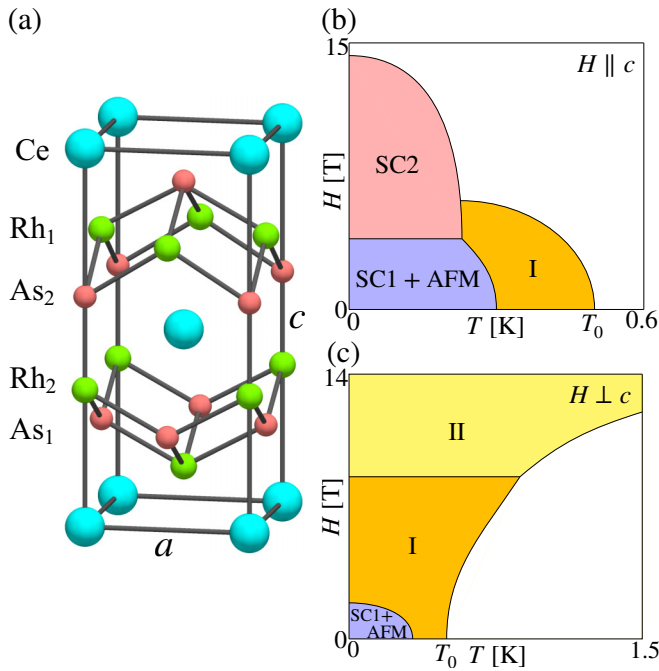 (a)
Ce
Rh₁
As₂
Rh₂
As₁
c
a
(b)
15
H ∥ c
H [T]
SC2
SC1 + AFM
I
0
0
T [K]
T₀
0.6
(c)
14
H ⊥ c
II
H [T]
I
SC1+
AFM
0
0
T₀
T [K]
1.5